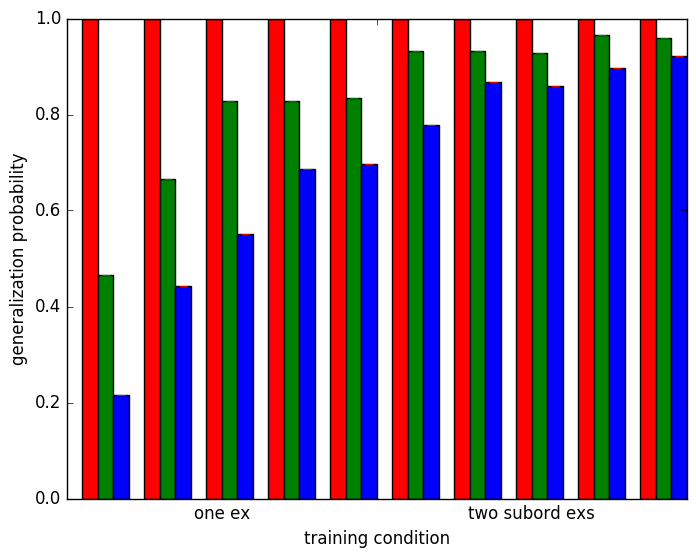 1.0
0.8
0.6
0.4
0.2
0.0
generalization probability
one ex
two subord exs
training condition